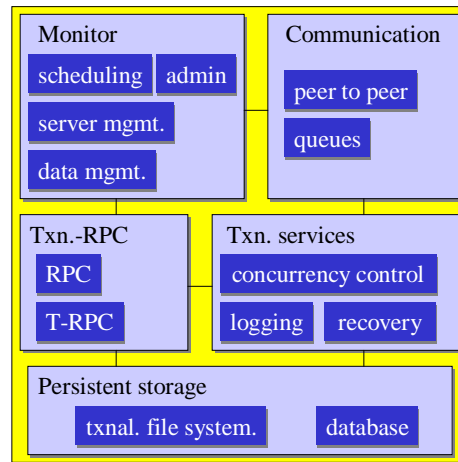 Monitor
scheduling admin
server mgmt.
data mgmt.
Communication
peer to peer
queues
Txn.-RPC
RPC
T-RPC
Txn. services
concurrency control
logging recovery
Persistent storage
txnal. file system. database